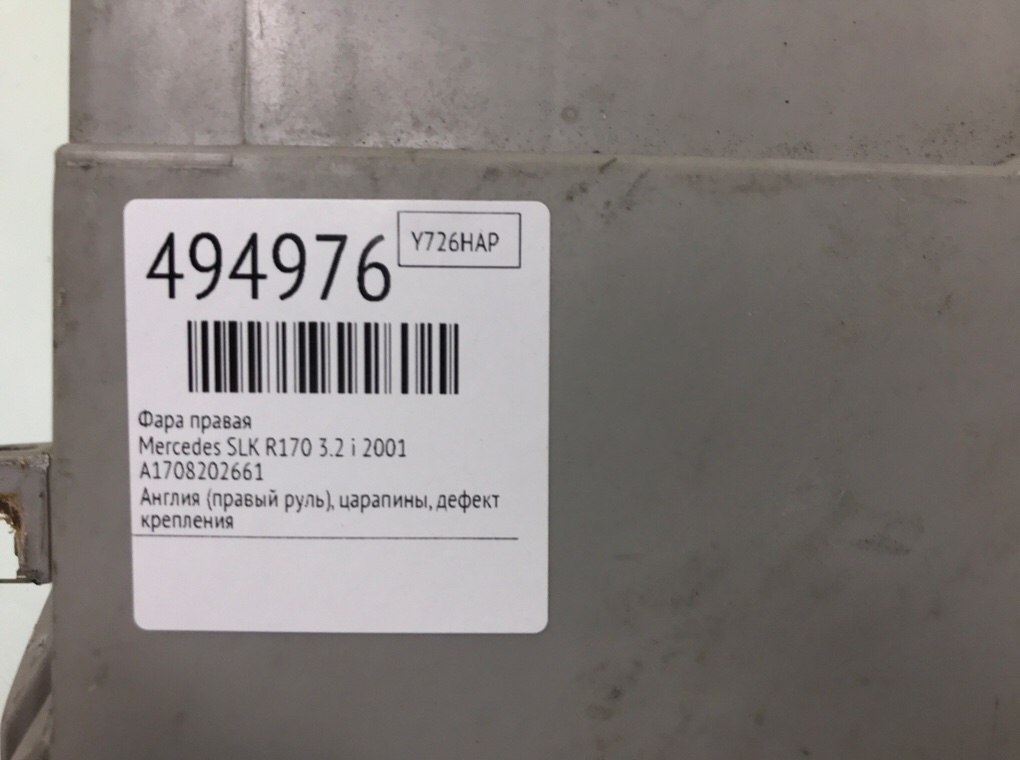 494976
Y726HAP
Фара правая
Mercedes SLK R170 3.2 i 2001
A1708202661
Англия (правый руль), царапины, дефект
крепления